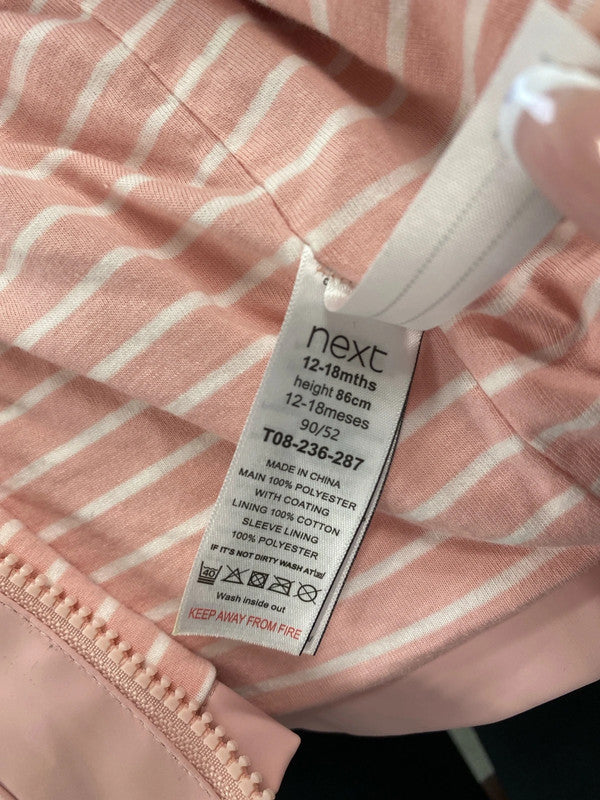 next
12-18mths
height 86cm
12-18meses
90/52
T08-236-287
MADE IN CHINA
MAIN 100% POLYESTER
WITH COATING
LINING 100% COTTON
SLEEVE LINING
100% POLYESTER
IF IT'S NOT DIRTY WASH AT
40
Wash inside out
KEEP AWAY FROM FIRE